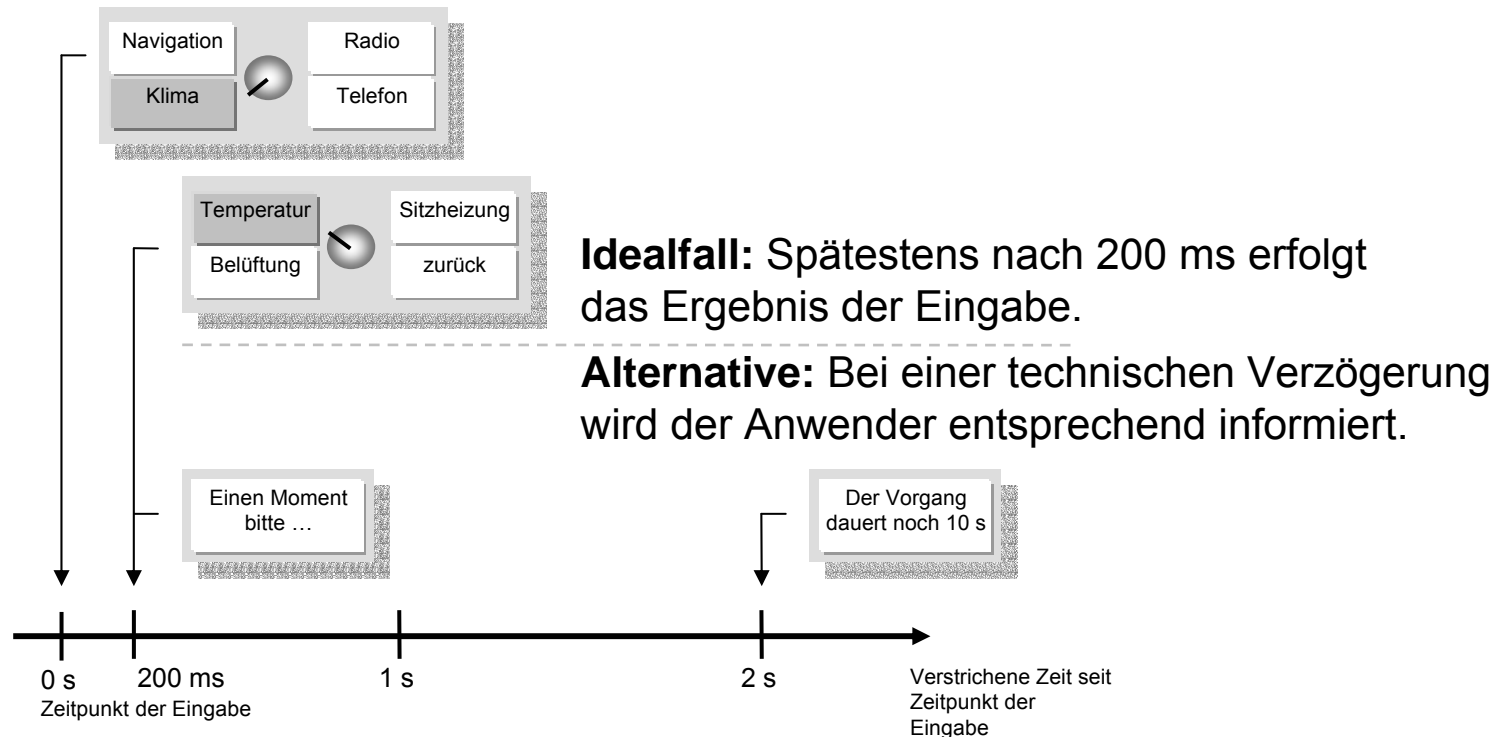 Navigation
Radio
Klima
Telefon
Temperatur
Sitzheizung
Belüftung
zurück
Idealfall: Spätestens nach 200 ms erfolgt
das Ergebnis der Eingabe.
Alternative: Bei einer technischen Verzögerung
wird der Anwender entsprechend informiert.
Einen Moment
bitte …
Der Vorgang
dauert noch 10 s
0 s
200 ms
1 s
2 s
Zeitpunkt der Eingabe
Verstrichene Zeit seit
Zeitpunkt der
Eingabe